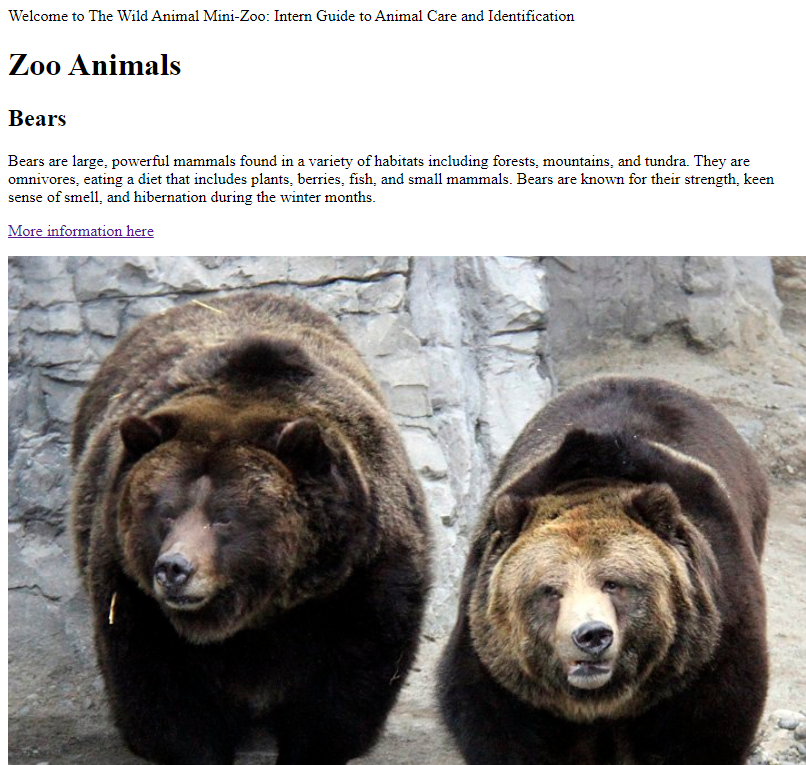 Welcome to The Wild Animal Mini-Zoo: Intern Guide to Animal Care and Identification
Zoo Animals
Bears
Bears are large, powerful mammals found in a variety of habitats including forests, mountains, and tundra. They are
omnivores, eating a diet that includes plants, berries, fish, and small mammals. Bears are known for their strength, keen
sense of smell, and hibernation during the winter months.
More information here